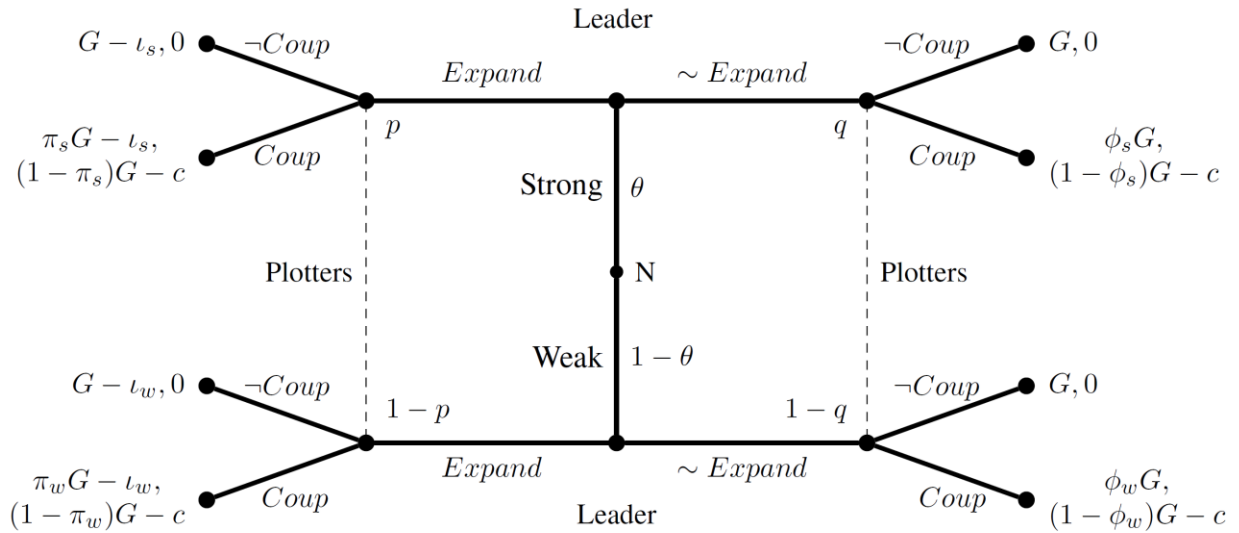 Leader
G − ι_s, 0
¬Coup
Expand
∼ Expand
¬Coup
G, 0
π_sG − ι_s,
(1 − π_s)G − c
Coup
p
q
Coup
ϕ_sG,
(1 − ϕ_s)G − c
Strong
θ
Plotters
N
Plotters
Weak
1 − θ
G − ι_w, 0
¬Coup
1 − p
1 − q
¬Coup
G, 0
π_wG − ι_w,
(1 − π_w)G − c
Coup
Expand
∼ Expand
Coup
ϕ_wG,
(1 − ϕ_w)G − c
Leader